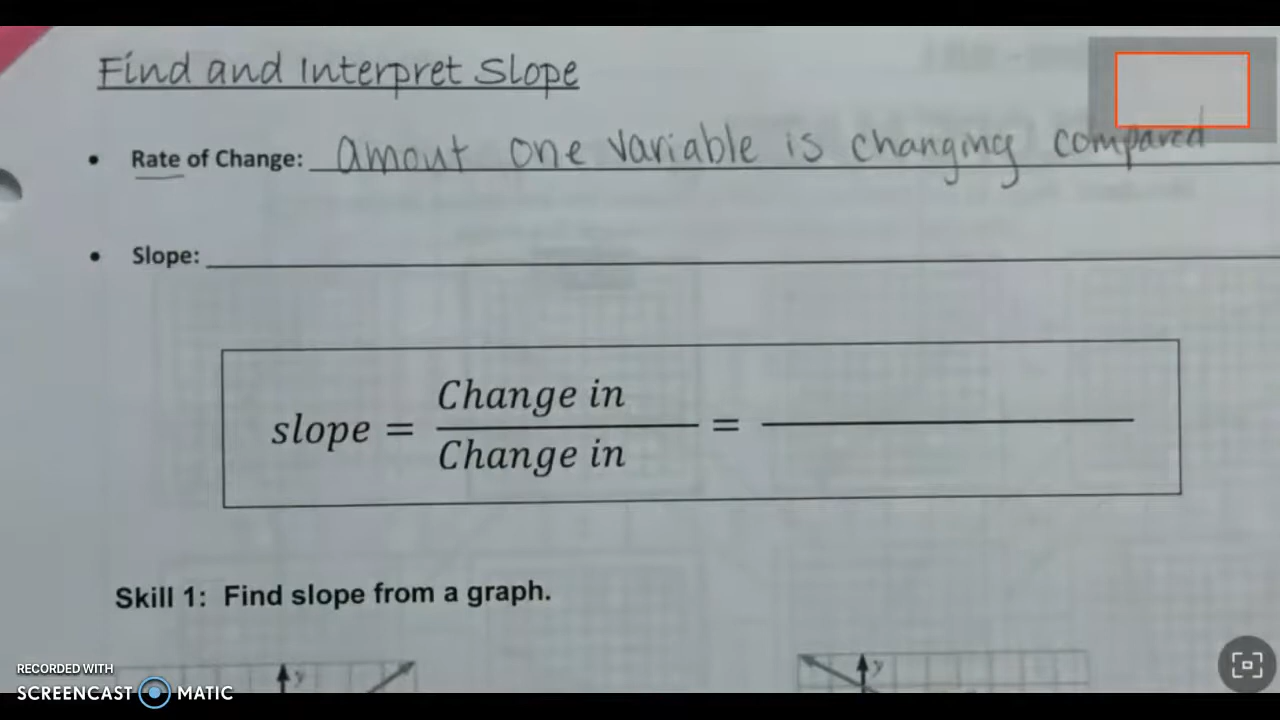 Find and Interpret Slope
• Rate of Change: amout one variable is changing compared
• Slope:
slope = Change in / Change in =
Skill 1: Find slope from a graph.
y
y
RECORDED WITH
SCREENCAST MATIC